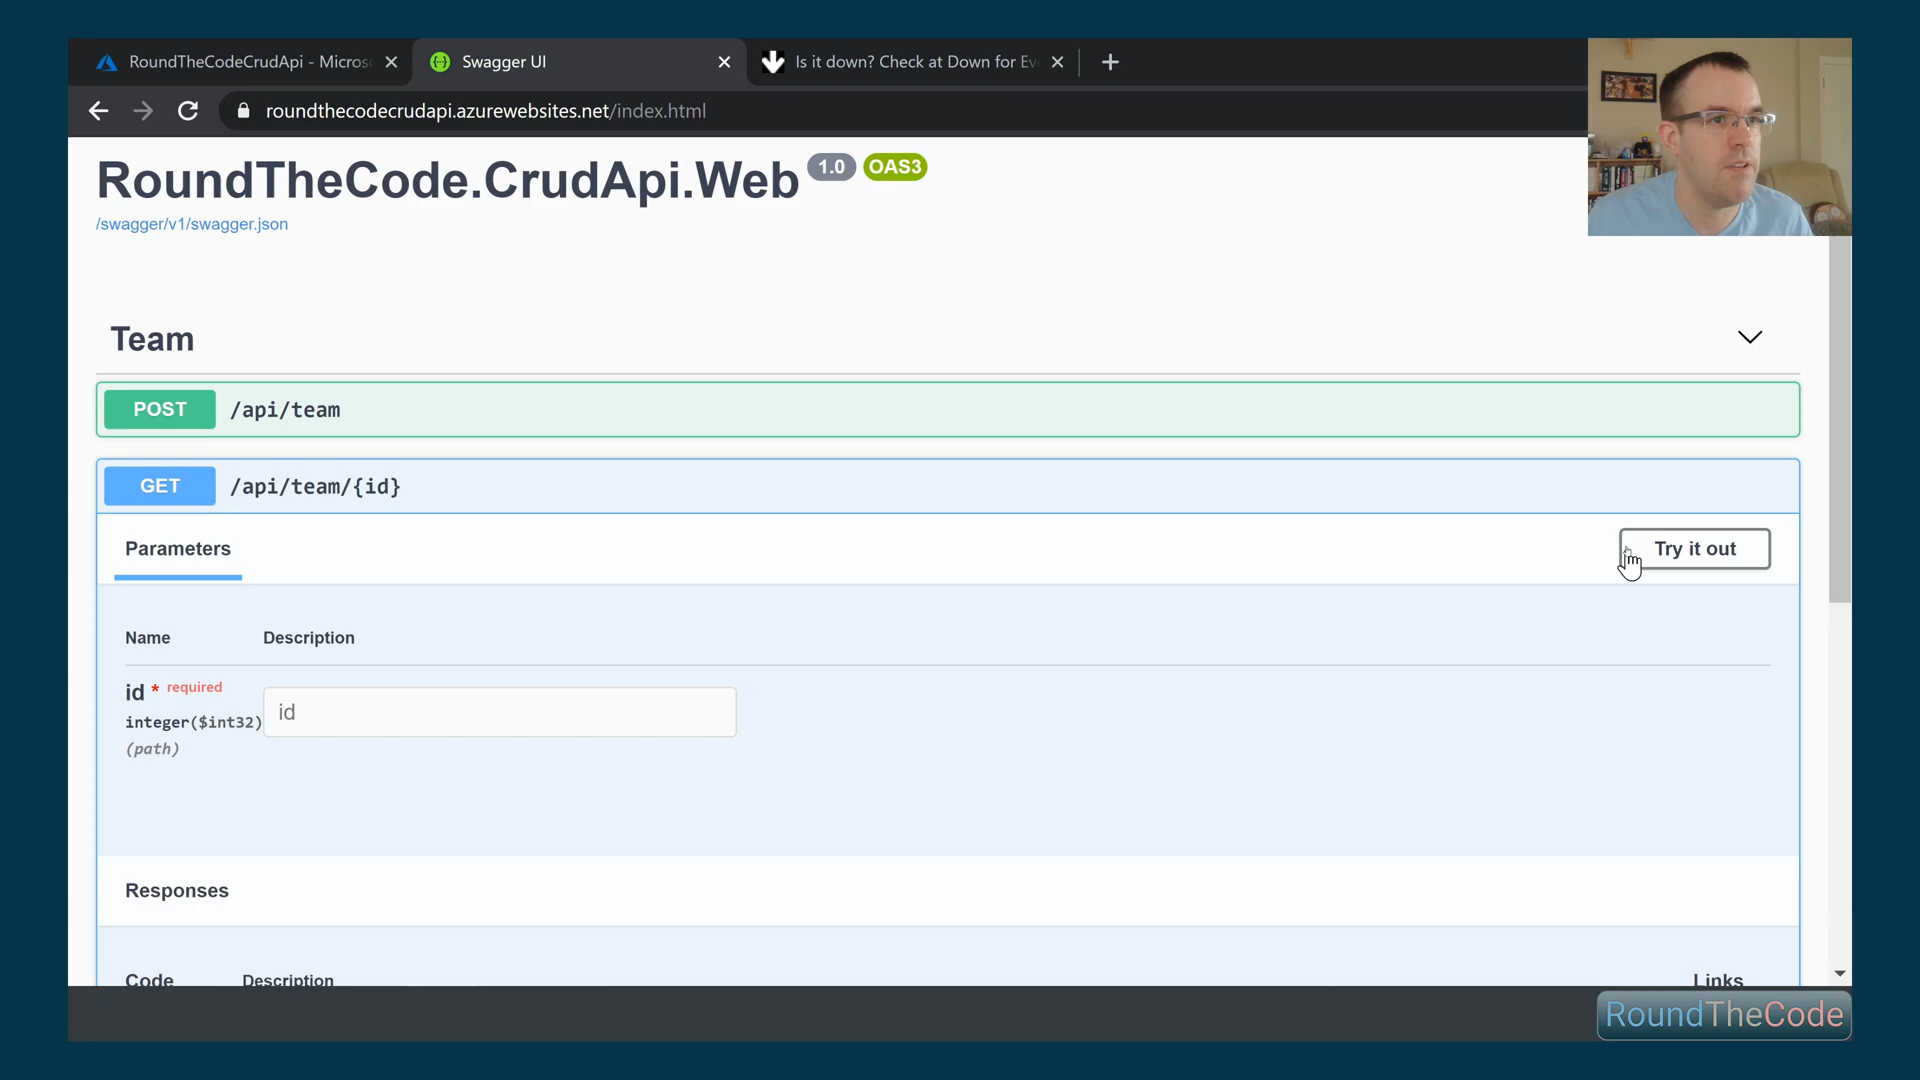 RoundTheCodeCrudApi - Micros
Swagger UI
Is it down? Check at Down for Ev
roundthecodecrudapi.azurewebsites.net/index.html
RoundTheCode.CrudApi.Web 1.0 OAS3
/swagger/v1/swagger.json
Team
POST /api/team
GET /api/team/{id}
Parameters
Try it out
Name Description
id * required
integer($int32)
(path)
id
Responses
Code Description Links
RoundTheCode